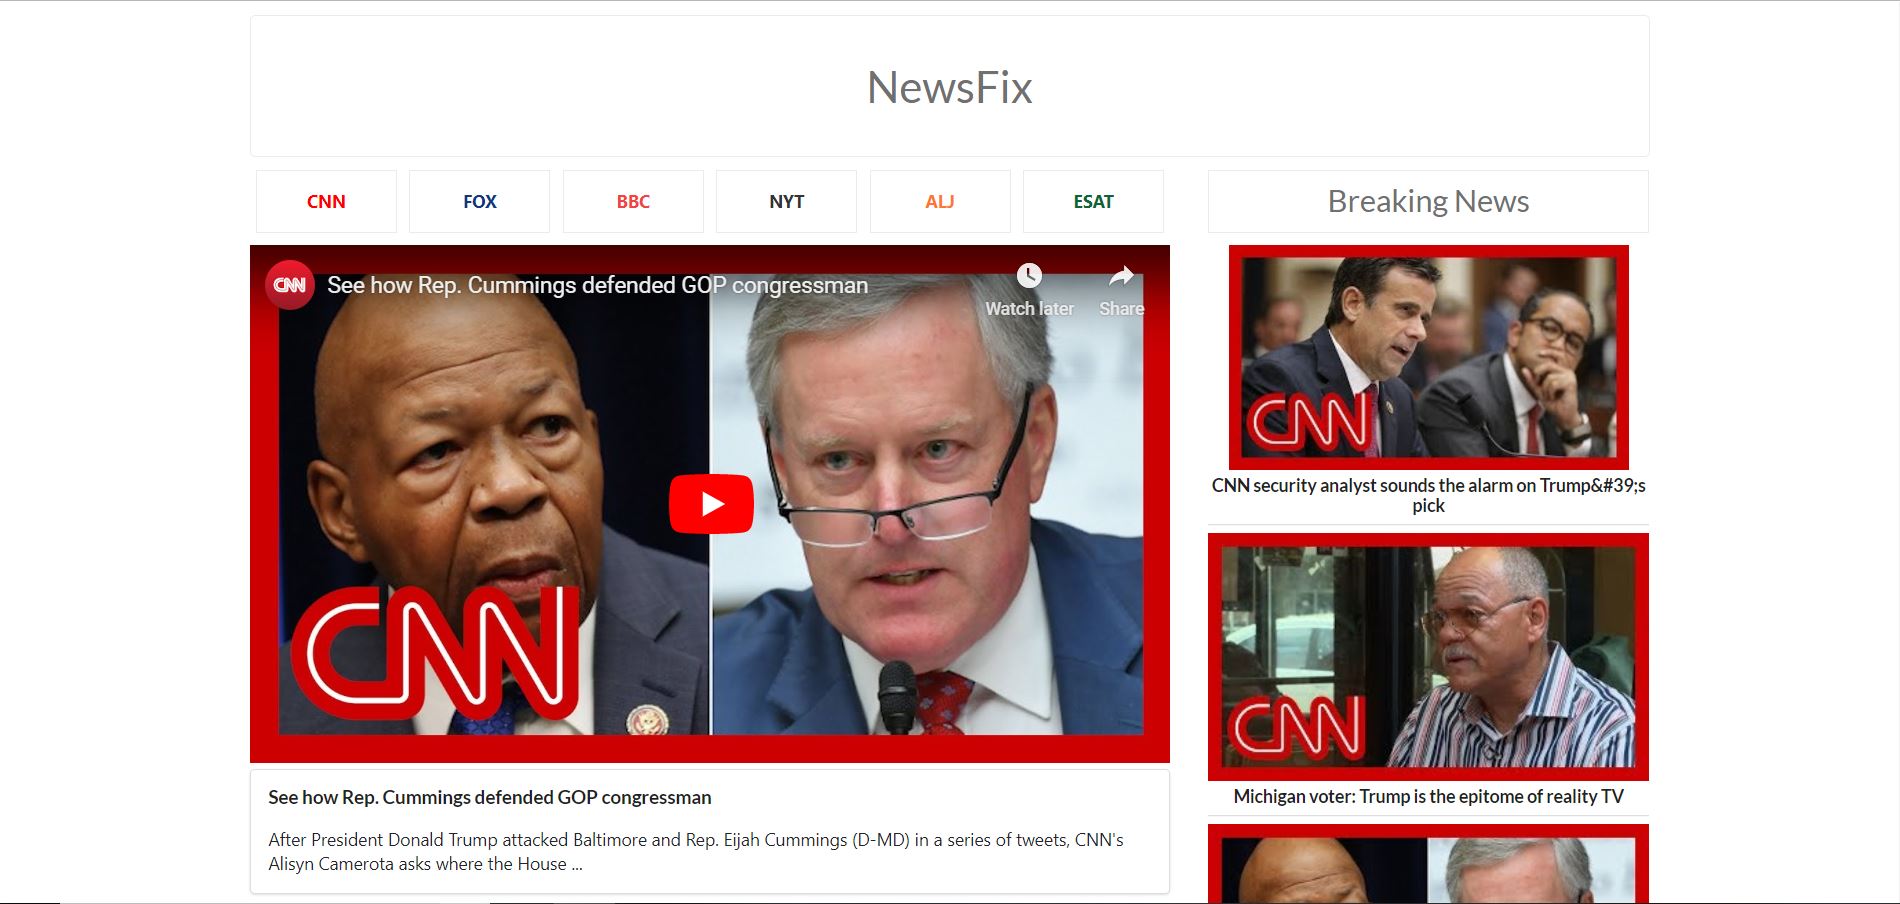 NewsFix
CNN
FOX
BBC
NYT
ALJ
ESAT
Breaking News
CNN
See how Rep. Cummings defended GOP congressman
Watch later
Share
CNN
See how Rep. Cummings defended GOP congressman
After President Donald Trump attacked Baltimore and Rep. Eijah Cummings (D-MD) in a series of tweets, CNN's
Alisyn Camerota asks where the House ...
CNN
CNN security analyst sounds the alarm on Trump&#39;s
pick
CNN
Michigan voter: Trump is the epitome of reality TV